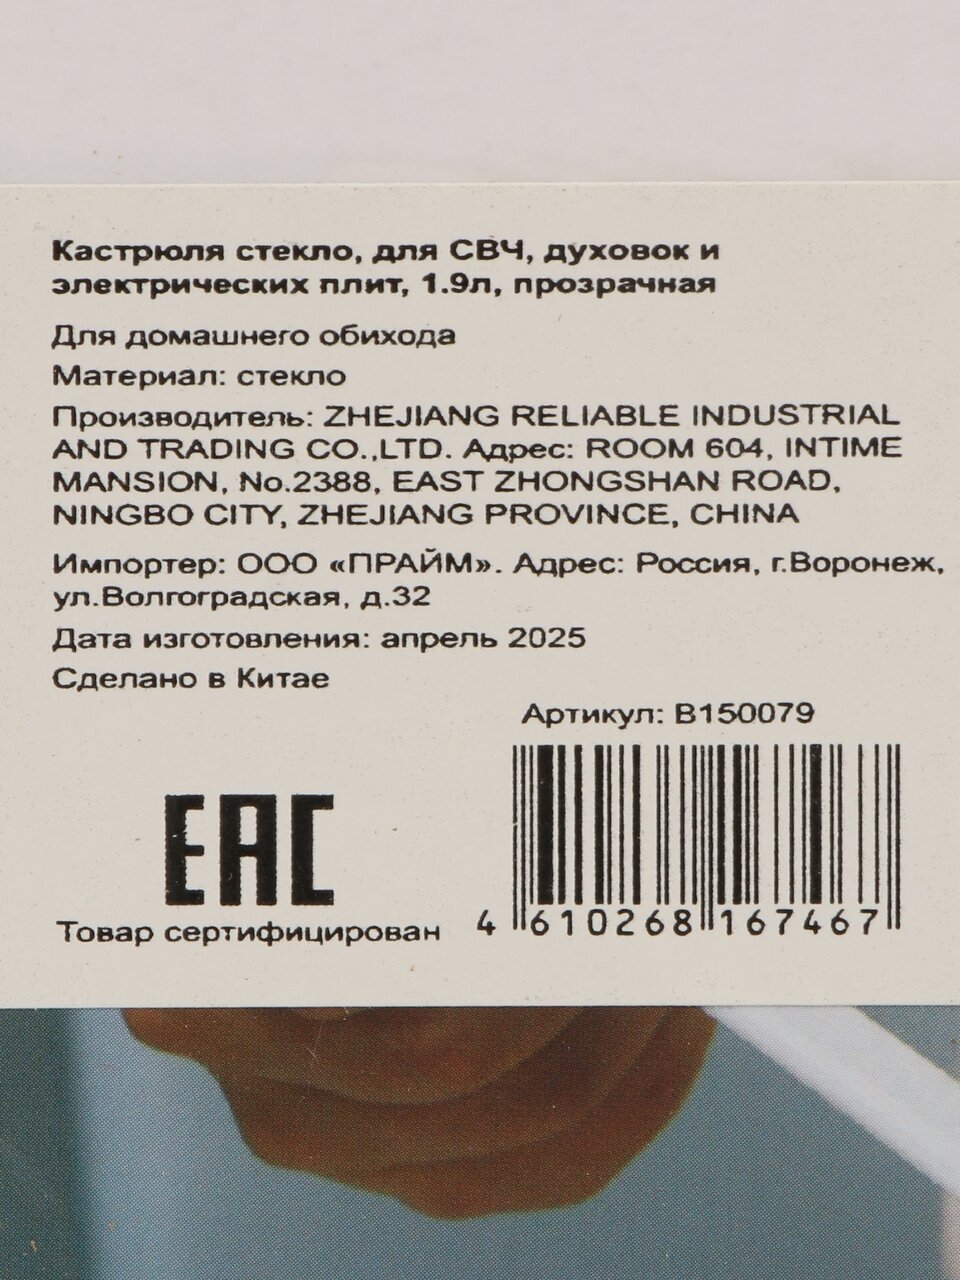 Кастрюля стекло, для СВЧ, духовок и
электрических плит, 1.9л, прозрачная
Для домашнего обихода
Материал: стекло
Производитель: ZHEJIANG RELIABLE INDUSTRIAL
AND TRADING CO.,LTD. Адрес: ROOM 604, INTIME
MANSION, No.2388, EAST ZHONGSHAN ROAD,
NINGBO CITY, ZHEJIANG PROVINCE, CHINA
Импортер: ООО «ПРАЙМ». Адрес: Россия, г.Воронеж,
ул.Волгоградская, д.32
Дата изготовления: апрель 2025
Сделано в Китае
Артикул: B150079
EAC
Товар сертифицирован
4 610268 167467